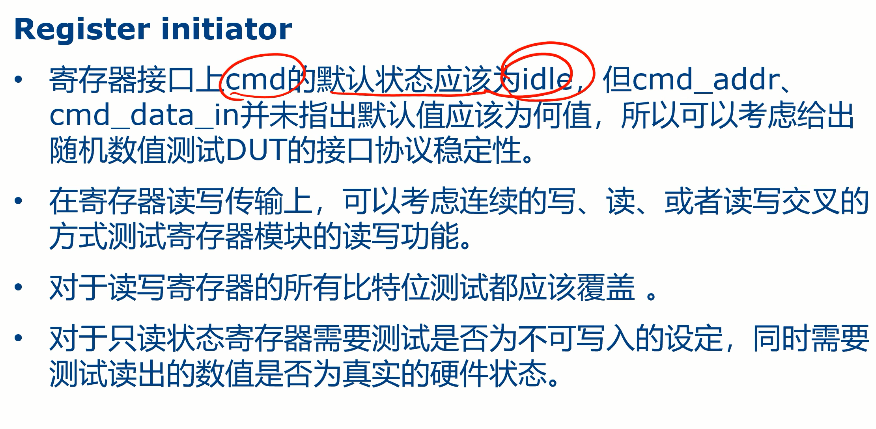 Register initiator
• 寄存器接口上cmd的默认状态应该为idle，但cmd_addr、
cmd_data_in并未指出默认值应该为何值，所以可以考虑给出
随机数值测试DUT的接口协议稳定性。
• 在寄存器读写传输上，可以考虑连续的写、读、或者读写交叉的
方式测试寄存器模块的读写功能。
• 对于读写寄存器的所有比特位测试都应该覆盖 。
• 对于只读状态寄存器需要测试是否为不可写入的设定，同时需要
测试读出的数值是否为真实的硬件状态。